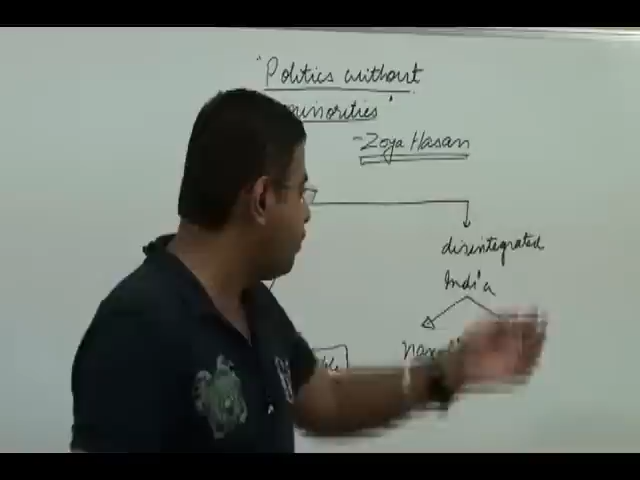 "Politics without
minorities"
- Zoya Hasan
disintegrated
India